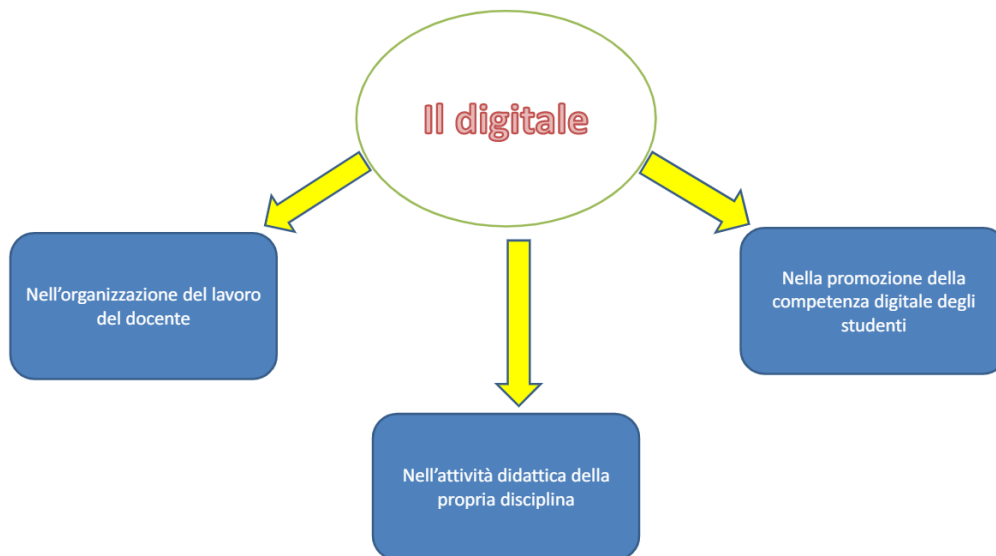 Il digitale
Nell’organizzazione del lavoro
del docente
Nella promozione della
competenza digitale degli
studenti
Nell’attività didattica della
propria disciplina